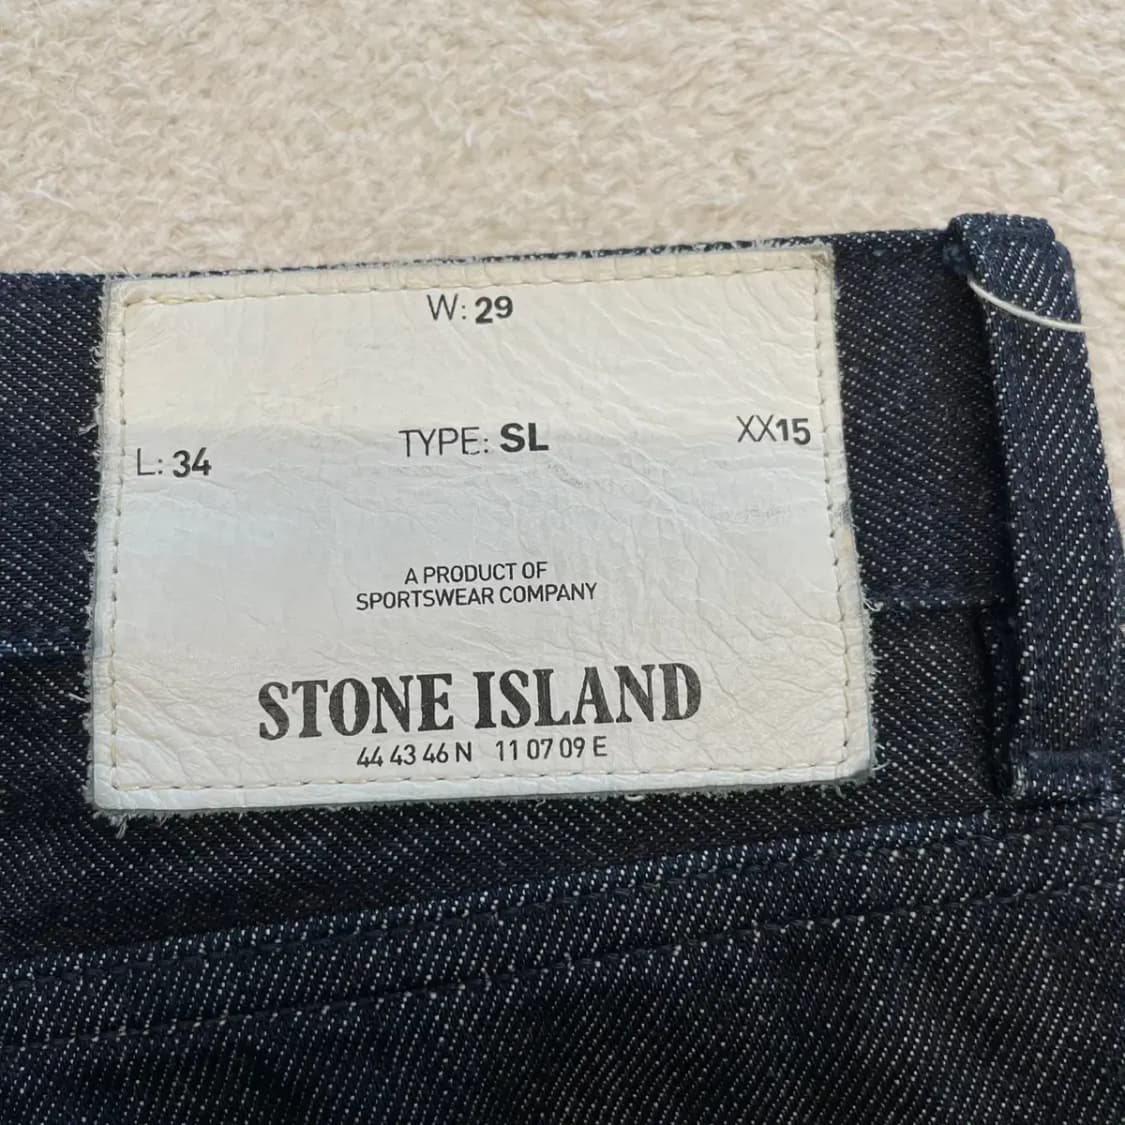 W: 29
TYPE: SL
XX15
L: 34
A PRODUCT OF
SPORTSWEAR COMPANY
STONE ISLAND
44 43 46 N 11 07 09 E